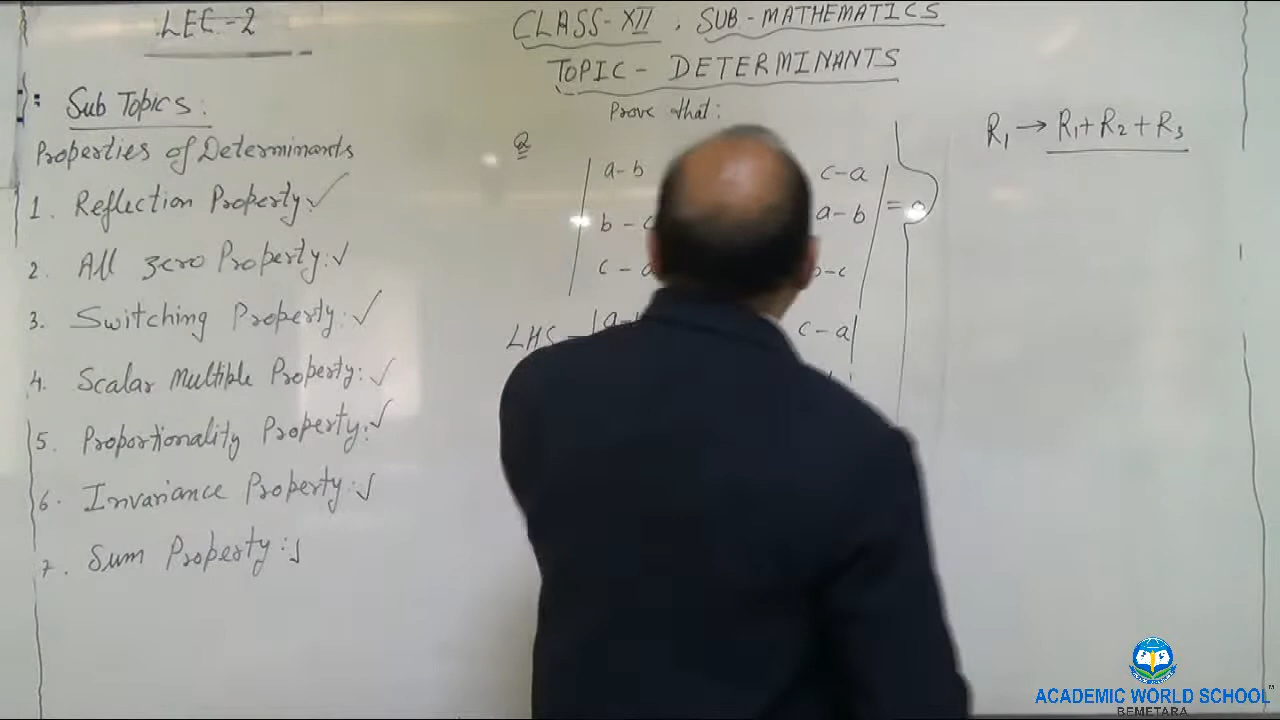 LEC-2
CLASS-XII, SUB-MATHEMATICS
TOPIC - DETERMINANTS
Sub Topics:
Properties of Determinants
1. Reflection Property: ✓
2. All zero Property: ✓
3. Switching Property: ✓
4. Scalar Multiple Property: ✓
5. Proportionality Property: ✓
6. Invariance Property: ✓
7. Sum Property: ✓
Prove that:
Q
a-b c-a
b-c a-b = 0
c-a b-c
LHS = c-a
R₁ → R₁+R₂+R₃
ACADEMIC WORLD SCHOOL™
BEMETARA